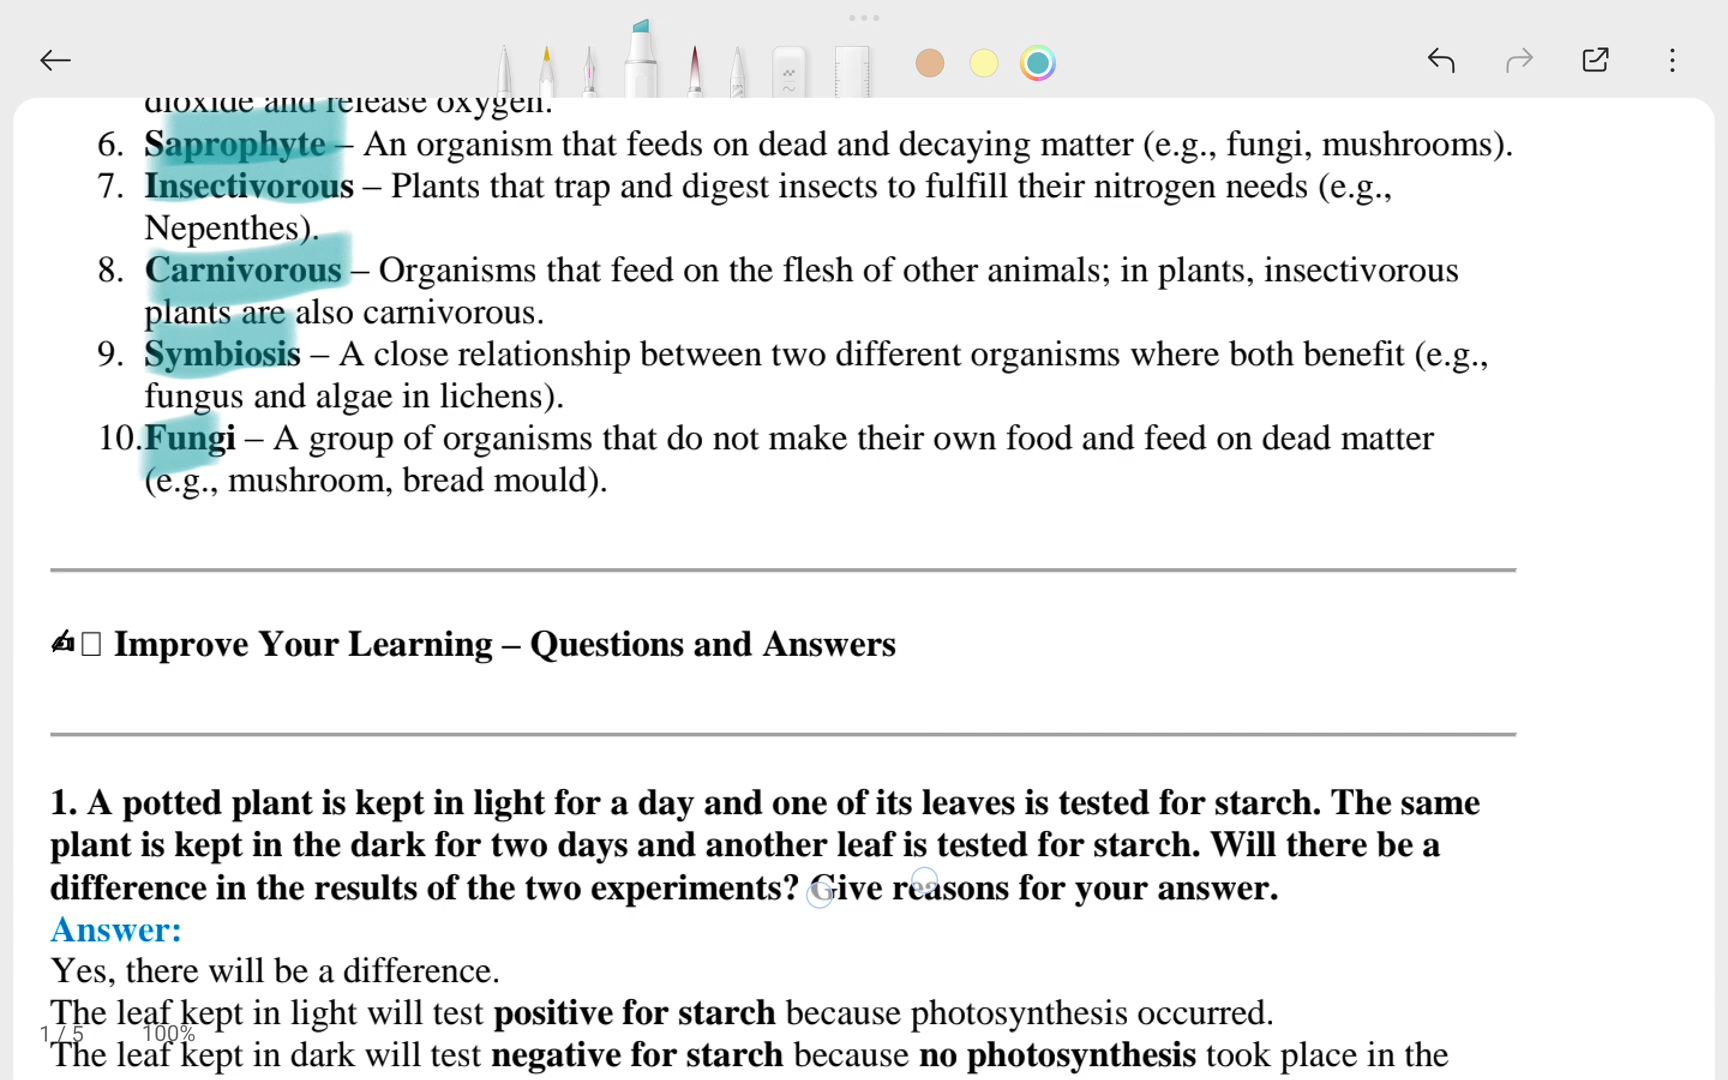 dioxide and release oxygen.
6. Saprophyte – An organism that feeds on dead and decaying matter (e.g., fungi, mushrooms).
7. Insectivorous – Plants that trap and digest insects to fulfill their nitrogen needs (e.g.,
Nepenthes).
8. Carnivorous – Organisms that feed on the flesh of other animals; in plants, insectivorous
plants are also carnivorous.
9. Symbiosis – A close relationship between two different organisms where both benefit (e.g.,
fungus and algae in lichens).
10. Fungi – A group of organisms that do not make their own food and feed on dead matter
(e.g., mushroom, bread mould).
✍️ Improve Your Learning – Questions and Answers
1. A potted plant is kept in light for a day and one of its leaves is tested for starch. The same
plant is kept in the dark for two days and another leaf is tested for starch. Will there be a
difference in the results of the two experiments? Give reasons for your answer.
Answer:
Yes, there will be a difference.
The leaf kept in light will test positive for starch because photosynthesis occurred.
1 / 5 100%
The leaf kept in dark will test negative for starch because no photosynthesis took place in the